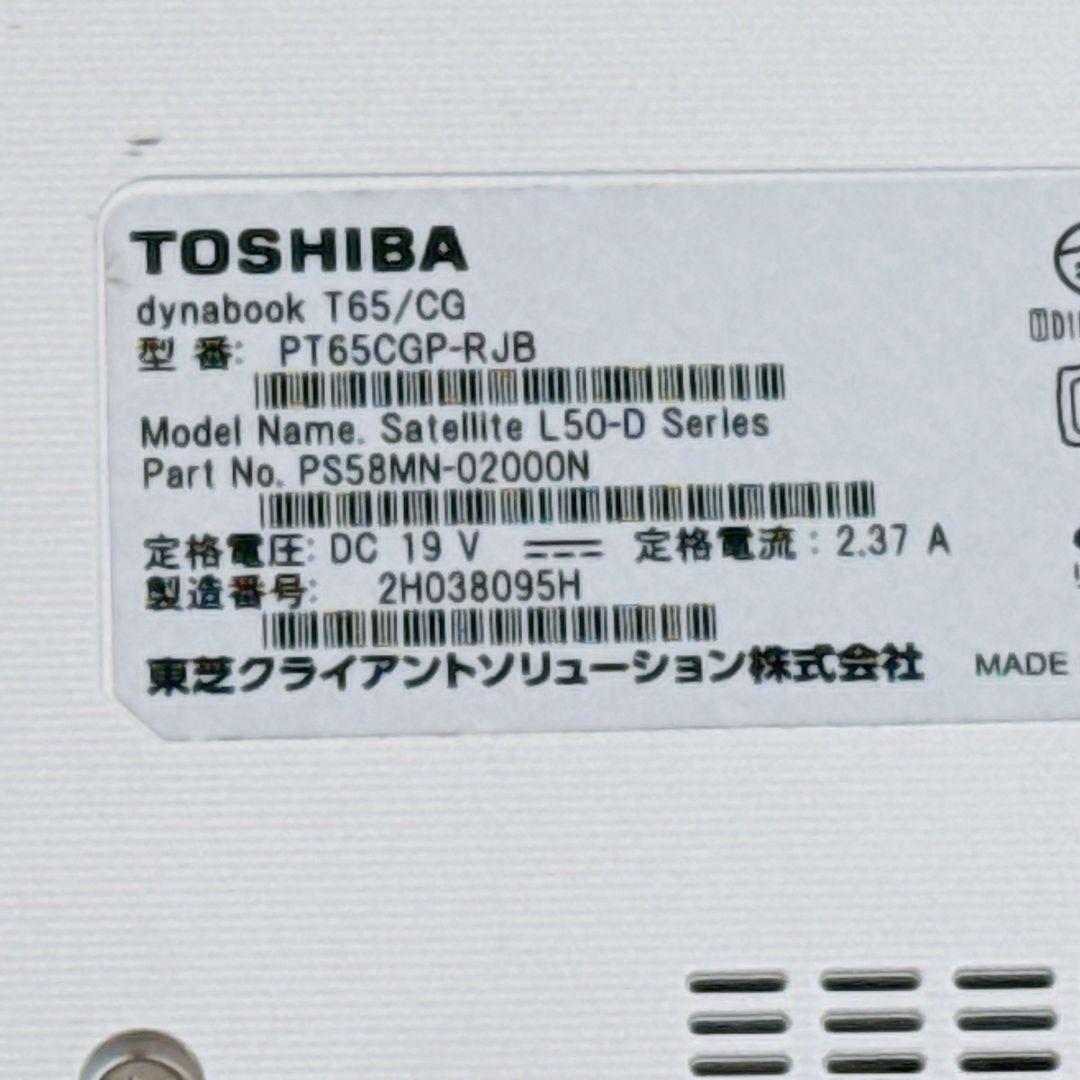 TOSHIBA
dynabook T65/CG
型 番: PT65CGP-RJB
Model Name. Satellite L50-D Series
Part No. PS58MN-02000N
定格電圧: DC 19 V 定格電流: 2.37 A
製造番号: 2H038095H
東芝クライアントソリューション株式会社 MADE